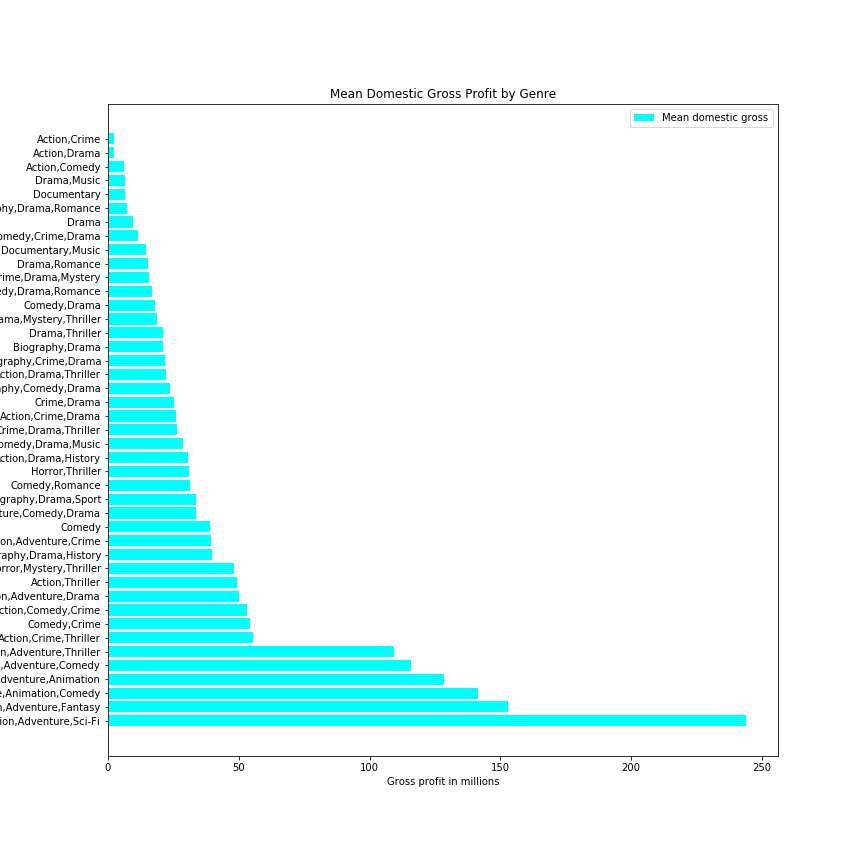 Mean Domestic Gross Profit by Genre
Mean domestic gross
Action,Crime
Action,Drama
Action,Comedy
Drama,Music
Documentary
hy,Drama,Romance
Drama
omedy,Crime,Drama
Documentary,Music
Drama,Romance
rime,Drama,Mystery
edy,Drama,Romance
Comedy,Drama
ama,Mystery,Thriller
Drama,Thriller
Biography,Drama
graphy,Crime,Drama
ction,Drama,Thriller
aphy,Comedy,Drama
Crime,Drama
Action,Crime,Drama
Crime,Drama,Thriller
omedy,Drama,Music
ction,Drama,History
Horror,Thriller
Comedy,Romance
graphy,Drama,Sport
ture,Comedy,Drama
Comedy
on,Adventure,Crime
raphy,Drama,History
orror,Mystery,Thriller
Action,Thriller
n,Adventure,Drama
ction,Comedy,Crime
Comedy,Crime
Action,Crime,Thriller
n,Adventure,Thriller
,Adventure,Comedy
Adventure,Animation
e,Animation,Comedy
n,Adventure,Fantasy
ion,Adventure,Sci-Fi
0 50 100 150 200 250
Gross profit in millions